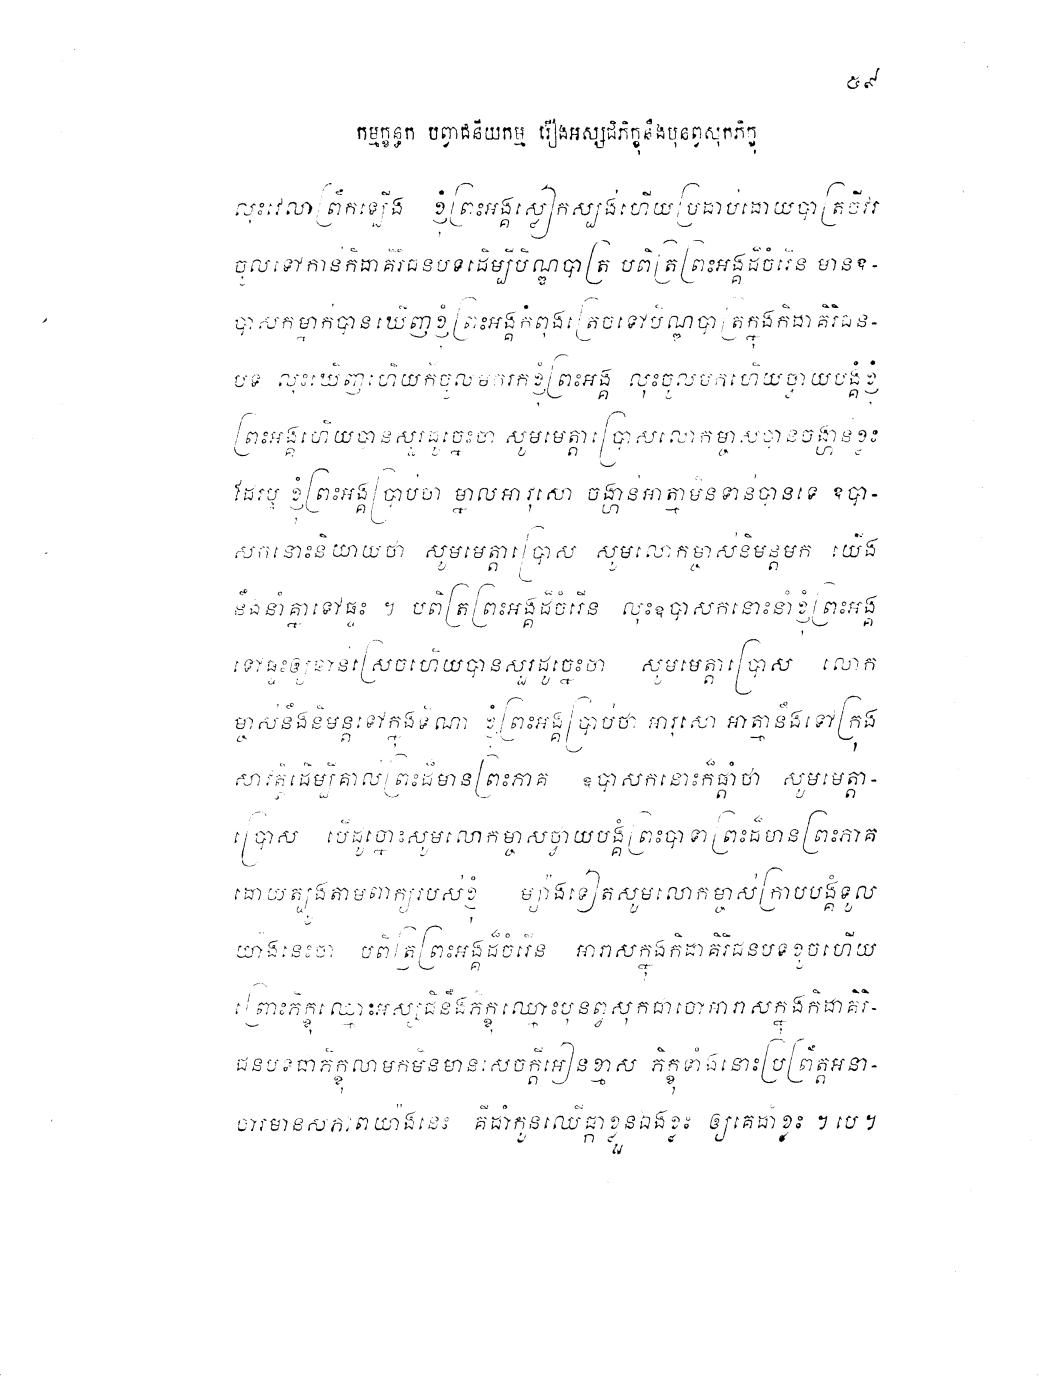 ៥៩
កម្មក្ខន្ធក បព្វាជនីយកម្ម រឿងអស្សជិភិក្ខុនឹងបុនព្វសុកភិក្ខុ
លុះវេលាព្រឹកឡើង ខ្ញុំព្រះអង្គស្លៀកស្បង់ហើយប្រដាប់ដោយបាត្រចីវរ
ចូលទៅកាន់កិដាគិរីជនបទដើម្បីបិណ្ឌបាត្រ បពិត្រព្រះអង្គដ៏ចំរើន មានឧ-
បាសកម្នាក់បានឃើញខ្ញុំព្រះអង្គកំពុងត្រេចទៅបិណ្ឌបាត្រក្នុងកិដាគិរីជន-
បទ លុះឃើញហើយក៏ចូលមករកខ្ញុំព្រះអង្គ លុះចូលមកហើយថ្វាយបង្គំខ្ញុំ
ព្រះអង្គហើយបានសួរដូច្នេះថា សូមមេត្តាប្រោសលោកម្ចាស់បានចង្ហាន់ខ្លះ
ដែរឬ ខ្ញុំព្រះអង្គប្រាប់ថា ម្នាលអាវុសោ ចង្ហាន់អាត្មាមិនទាន់បានទេ ឧបា-
សកនោះនិយាយថា សូមមេត្តាប្រោស សូមលោកម្ចាស់និមន្តមក យើង
នឹងនាំគ្នាទៅផ្ទះ ។ បពិត្រព្រះអង្គដ៏ចំរើន លុះឧបាសកនោះនាំខ្ញុំព្រះអង្គ
ទៅផ្ទះឲ្យឆាន់ស្រេចហើយបានសួរដូច្នេះថា សូមមេត្តាប្រោស លោក
ម្ចាស់នឹងនិមន្តទៅក្នុងទីណា ខ្ញុំព្រះអង្គប្រាប់ថា អាវុសោ អាត្មានឹងទៅក្រុង
សាវត្ថីដើម្បីគាល់ព្រះដ៏មានព្រះភាគ ឧបាសកនោះក៏ផ្តាំថា សូមមេត្តា-
ប្រោស បើដូច្នោះសូមលោកម្ចាស់ថ្វាយបង្គំព្រះបាទាព្រះដ៏មានព្រះភាគ
ដោយត្បូងតាមពាក្យរបស់ខ្ញុំ ម្យ៉ាងទៀតសូមលោកម្ចាស់ក្រាបបង្គំទូល
យ៉ាងនេះថា បពិត្រព្រះអង្គដ៏ចំរើន អាវាសក្នុងកិដាគិរីជនបទខូចហើយ
ព្រោះភិក្ខុឈ្មោះអស្សជិនឹងភិក្ខុឈ្មោះបុនព្វសុកជាចៅអាវាសក្នុងកិដាគិរី-
ជនបទជាភិក្ខុលាមកមិនមានសេចក្តីអៀនខ្មាស ភិក្ខុទាំងនោះប្រព្រឹត្តអនា-
ចារមានសភាពយ៉ាងនេះ គឺដាំកូនឈើផ្កាខ្លួនឯងខ្លះ ឲ្យគេដាំខ្លះ ។ បេ ។